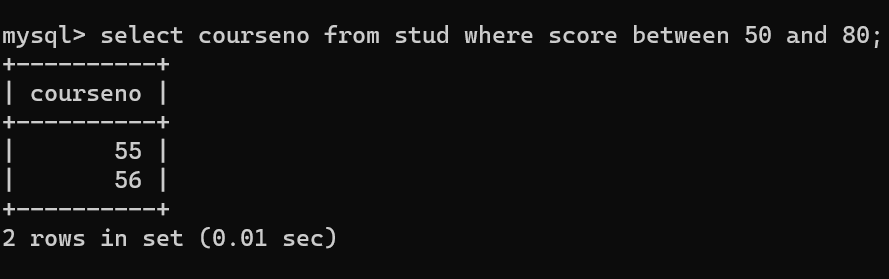 mysql> select courseno from stud where score between 50 and 80;
+----------+
| courseno |
+----------+
|       55 |
|       56 |
+----------+
2 rows in set (0.01 sec)